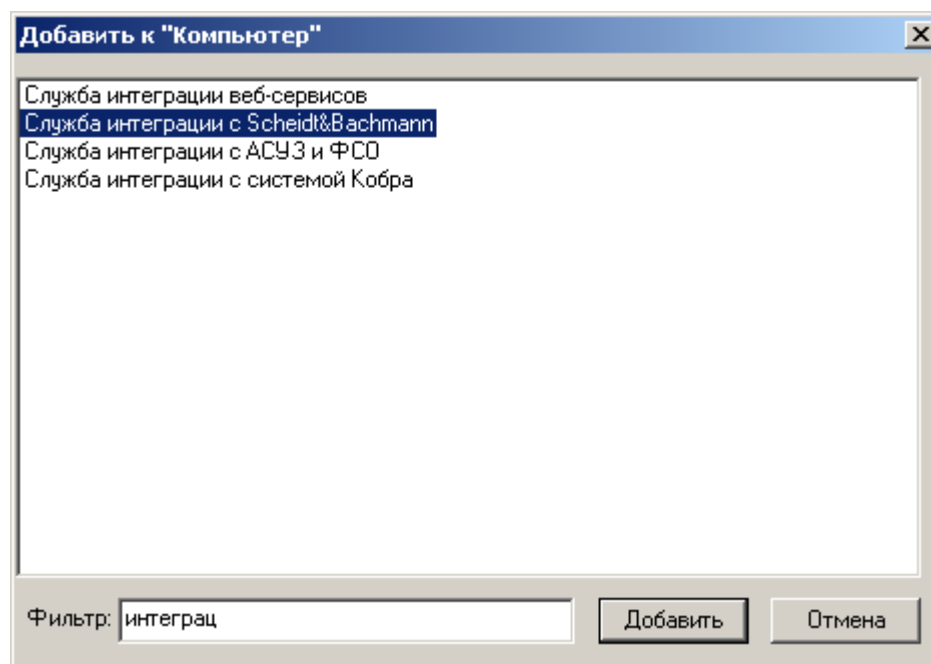 Добавить к "Компьютер"
Служба интеграции веб-сервисов
Служба интеграции с Scheidt&Bachmann
Служба интеграции с АСУЗ и ФСО
Служба интеграции с системой Кобра
Фильтр: интеграц Добавить Отмена